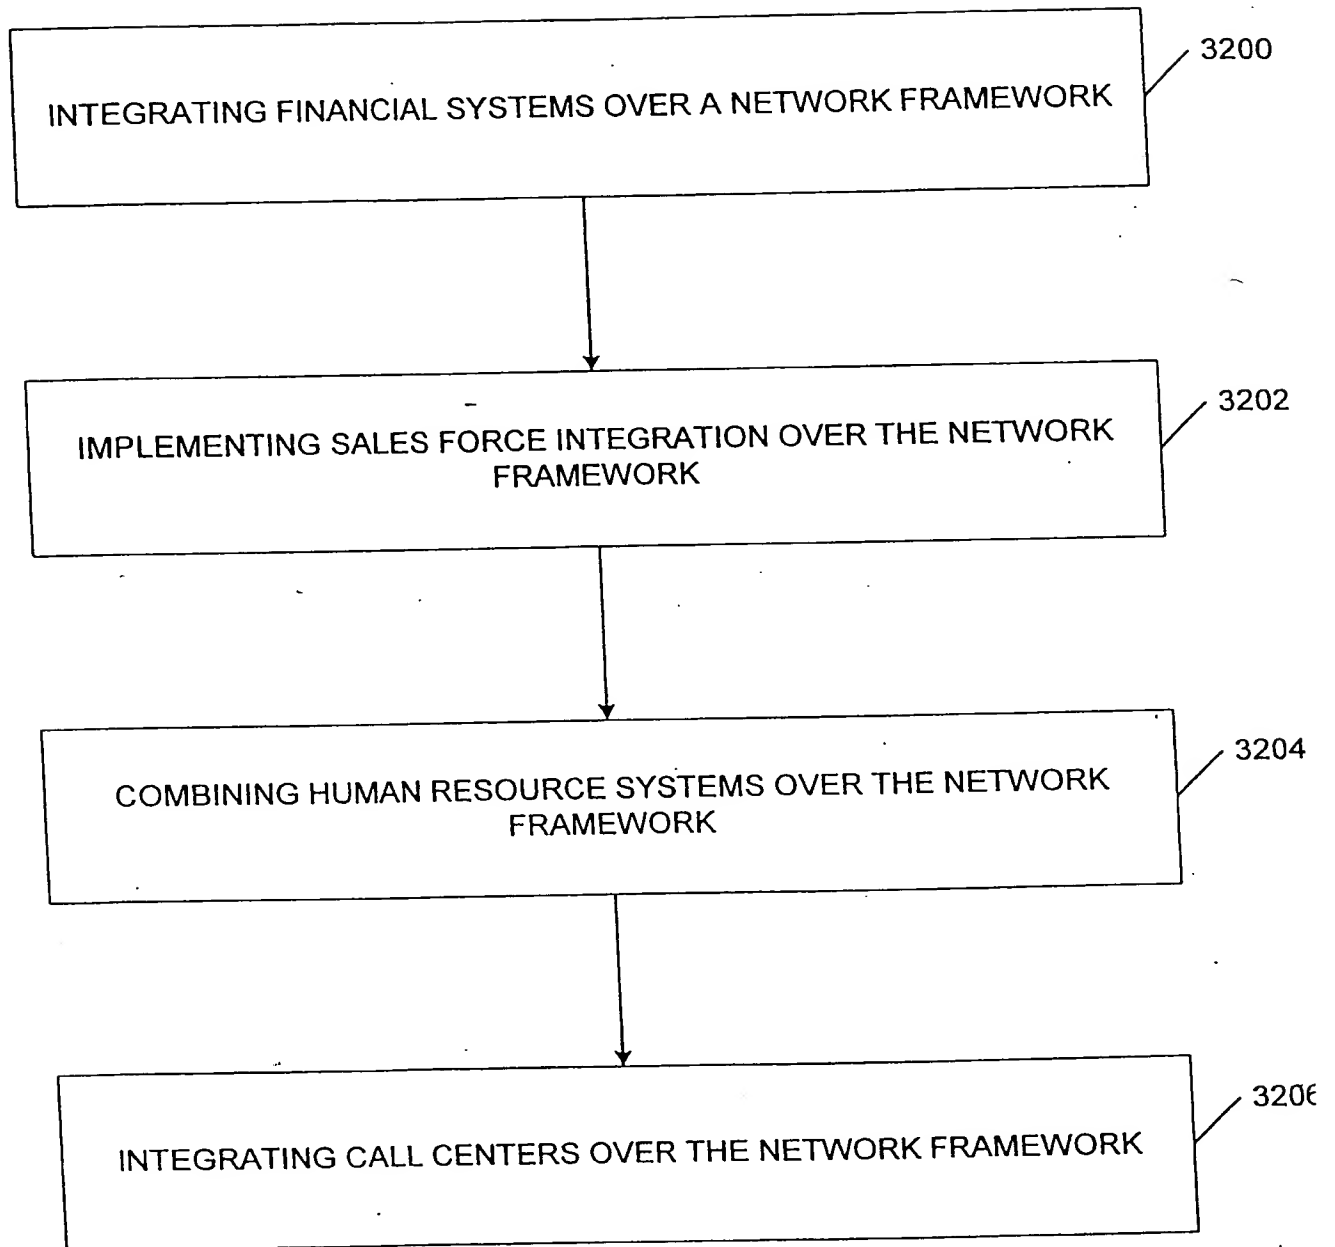 3200
INTEGRATING FINANCIAL SYSTEMS OVER A NETWORK FRAMEWORK
3202
IMPLEMENTING SALES FORCE INTEGRATION OVER THE NETWORK
FRAMEWORK
3204
COMBINING HUMAN RESOURCE SYSTEMS OVER THE NETWORK
FRAMEWORK
3206
INTEGRATING CALL CENTERS OVER THE NETWORK FRAMEWORK